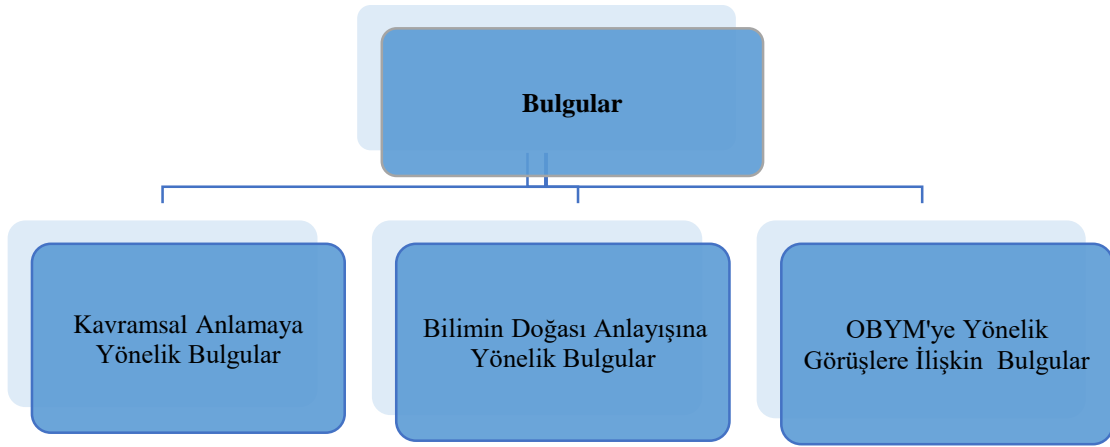 Bulgular
Kavramsal Anlamaya
Yönelik Bulgular
Bilimin Doğası Anlayışına
Yönelik Bulgular
OBYM'ye Yönelik
Görüşlere İlişkin  Bulgular